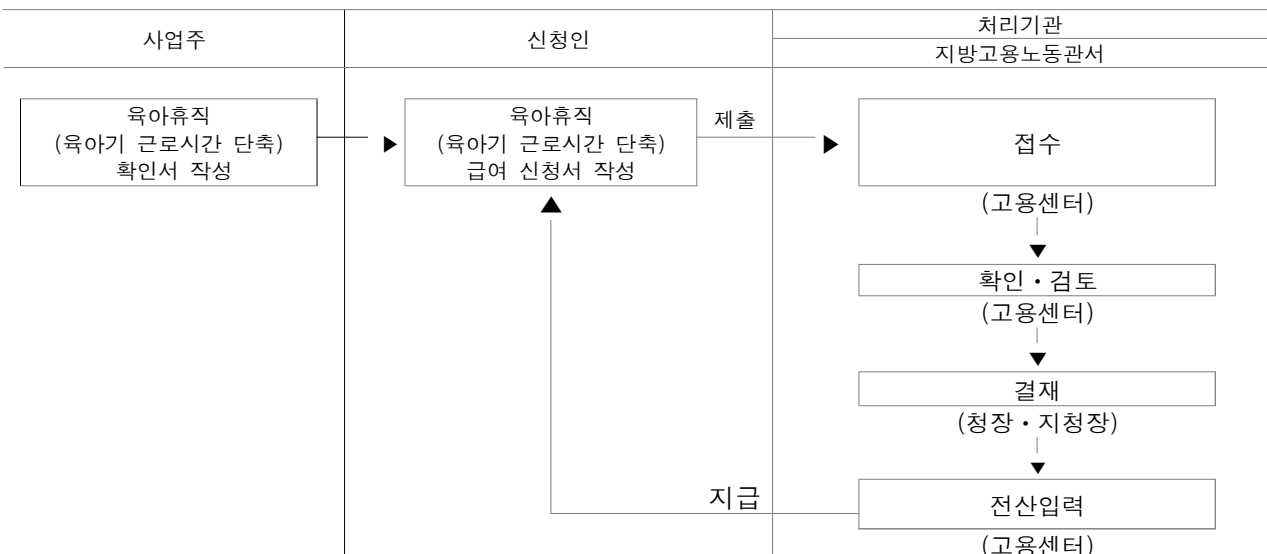 사업주
신청인
처리기관
지방고용노동관서
육아휴직
(육아기 근로시간 단축)
확인서 작성
육아휴직
(육아기 근로시간 단축)
급여 신청서 작성
제출
접수
(고용센터)
확인・검토
(고용센터)
결재
(청장・지청장)
지급
전산입력
(고용센터)